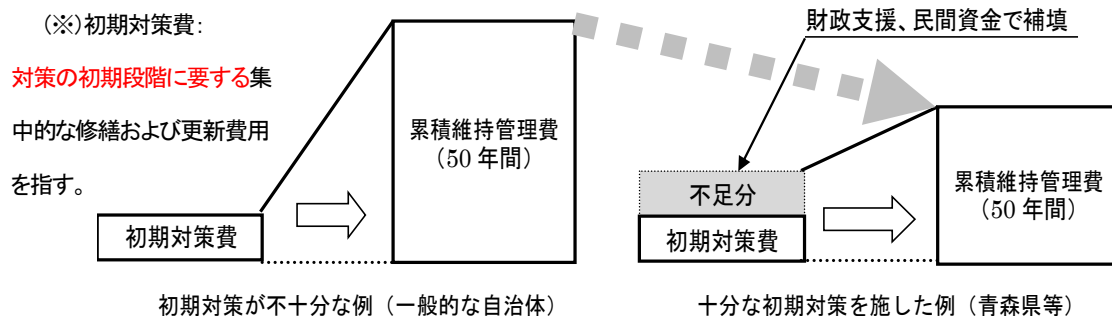 (※)初期対策費：
対策の初期段階に要する集
中的な修繕および更新費用
を指す。
初期対策費
累積維持管理費
（50 年間）
初期対策が不十分な例（一般的な自治体）
財政支援、民間資金で補填
不足分
初期対策費
累積維持管理費
（50 年間）
十分な初期対策を施した例（青森県等）